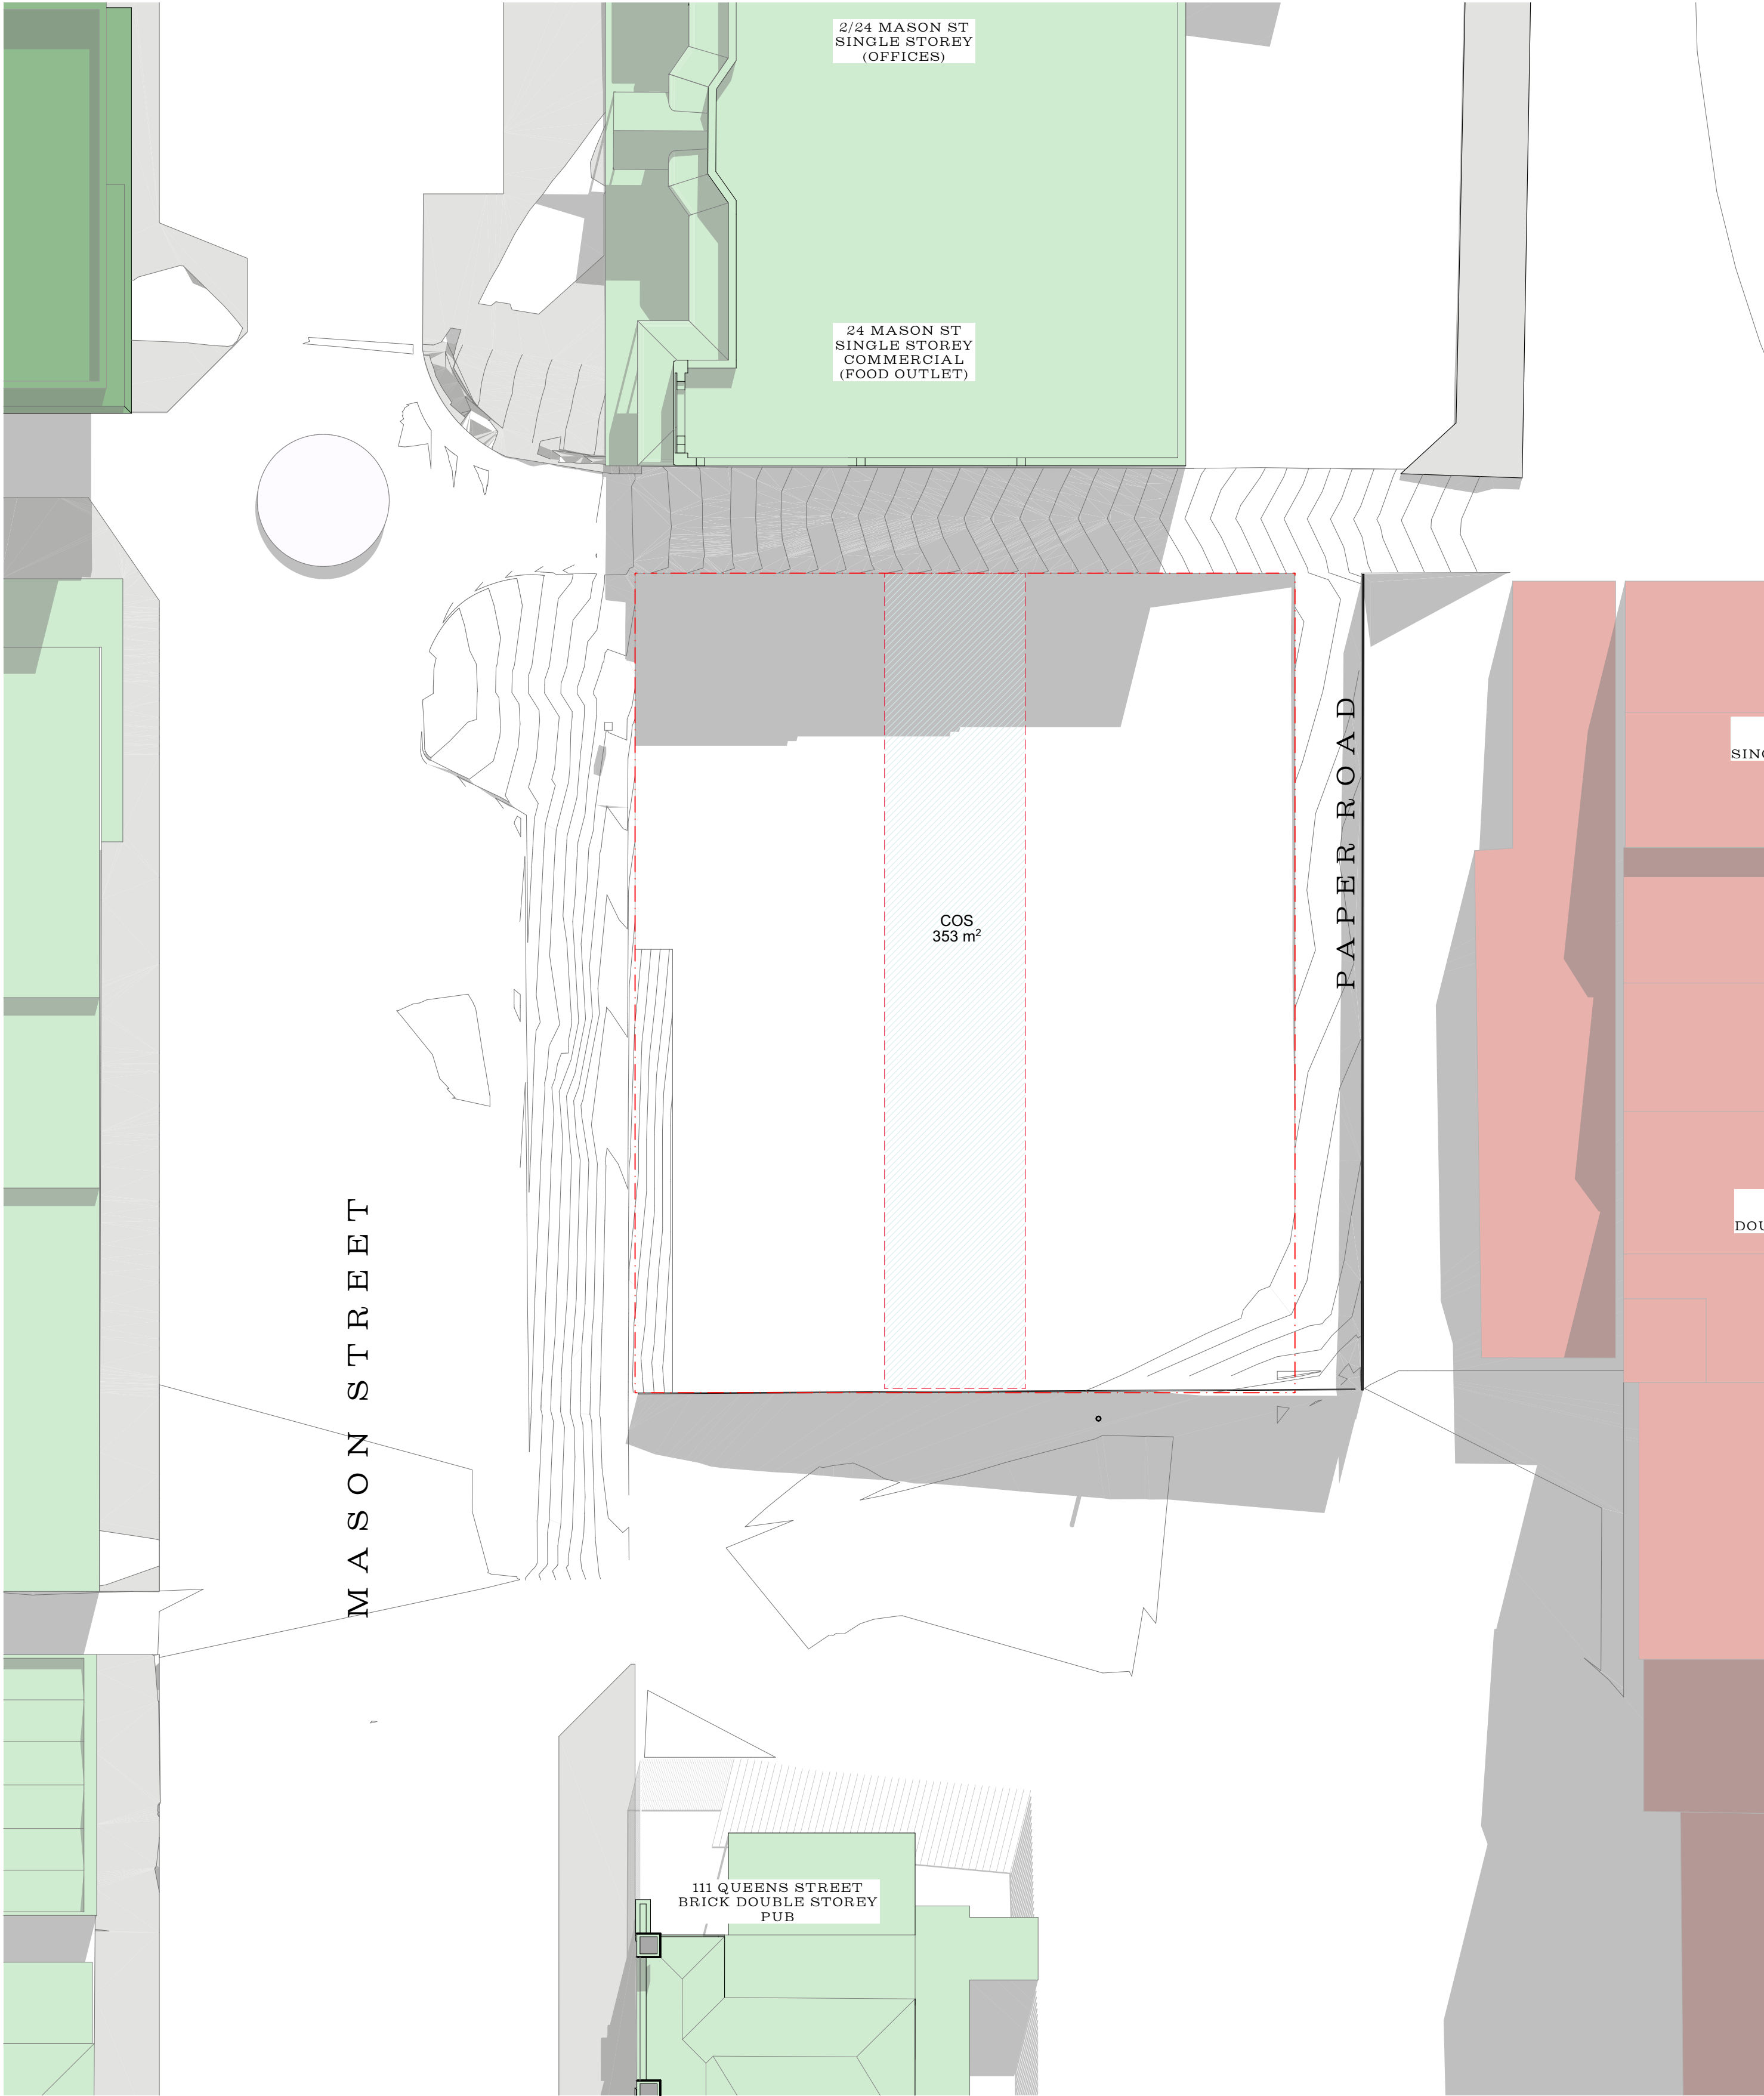 2/24 MASON ST
SINGLE STOREY
(OFFICES)
24 MASON ST
SINGLE STOREY
COMMERCIAL
(FOOD OUTLET)
PAPER ROAD
COS
353 m²
MASON STREET
111 QUEENS STREET
BRICK DOUBLE STOREY
PUB